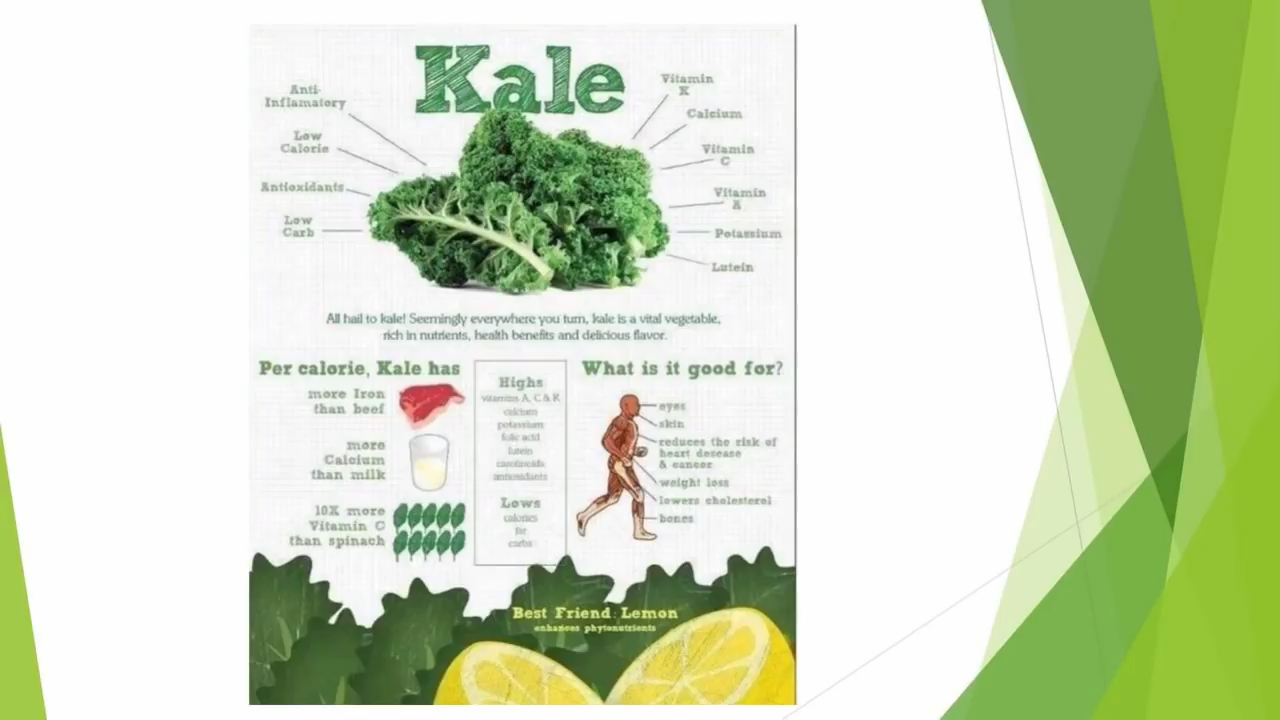 Kale
Anti-
Inflamatory
Low
Calorie
Antioxidants
Low
Carb
Vitamin
K
Calcium
Vitamin
C
Vitamin
A
Potassium
Lutein
All hail to kale! Seemingly everywhere you turn, kale is a vital vegetable,
rich in nutrients, health benefits and delicious flavor.
Per calorie, Kale has
more Iron
than beef
more
Calcium
than milk
10X more
Vitamin C
than spinach
Highs
vitamins A, C & K
calcium
potassium
folic acid
lutein
carotinoids
antioxidants
Lows
calories
fat
carbs
What is it good for?
eyes
skin
reduces the risk of
heart desease
& cancer
weight loss
lowers cholesterol
bones
Best Friend: Lemon
enhances phytonutrients